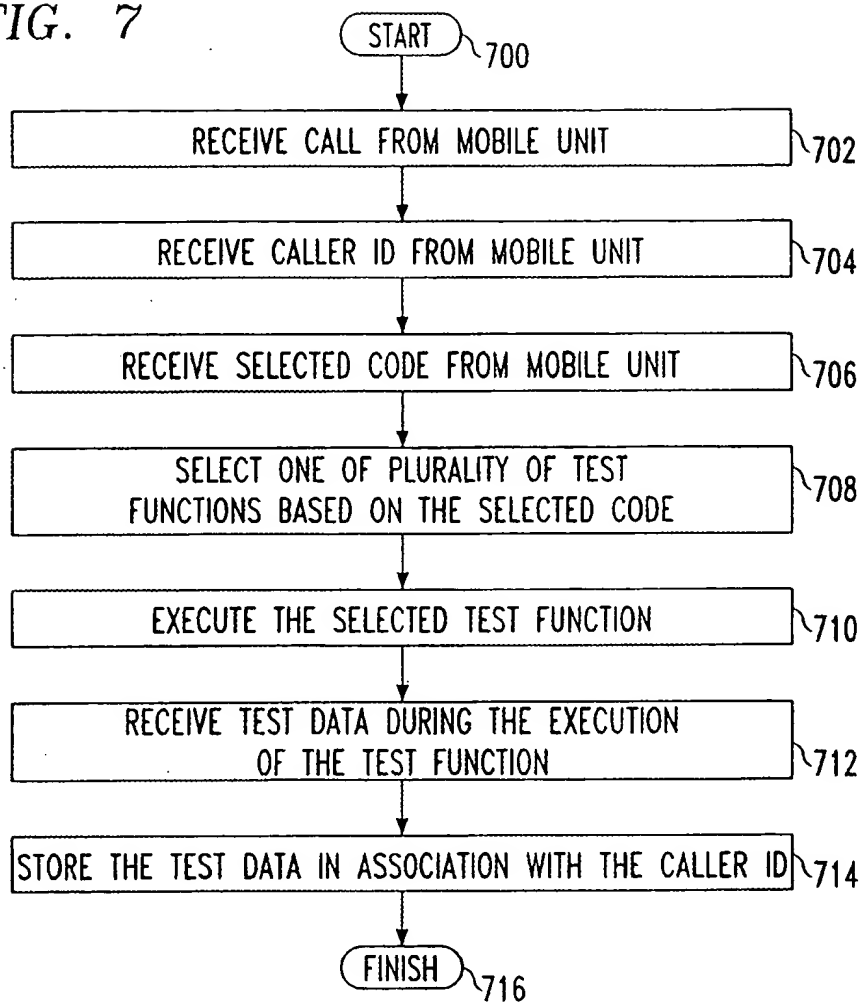 FIG. 7
START
700
RECEIVE CALL FROM MOBILE UNIT
702
RECEIVE CALLER ID FROM MOBILE UNIT
704
RECEIVE SELECTED CODE FROM MOBILE UNIT
706
SELECT ONE OF PLURALITY OF TEST
FUNCTIONS BASED ON THE SELECTED CODE
708
EXECUTE THE SELECTED TEST FUNCTION
710
RECEIVE TEST DATA DURING THE EXECUTION
OF THE TEST FUNCTION
712
STORE THE TEST DATA IN ASSOCIATION WITH THE CALLER ID
714
FINISH
716